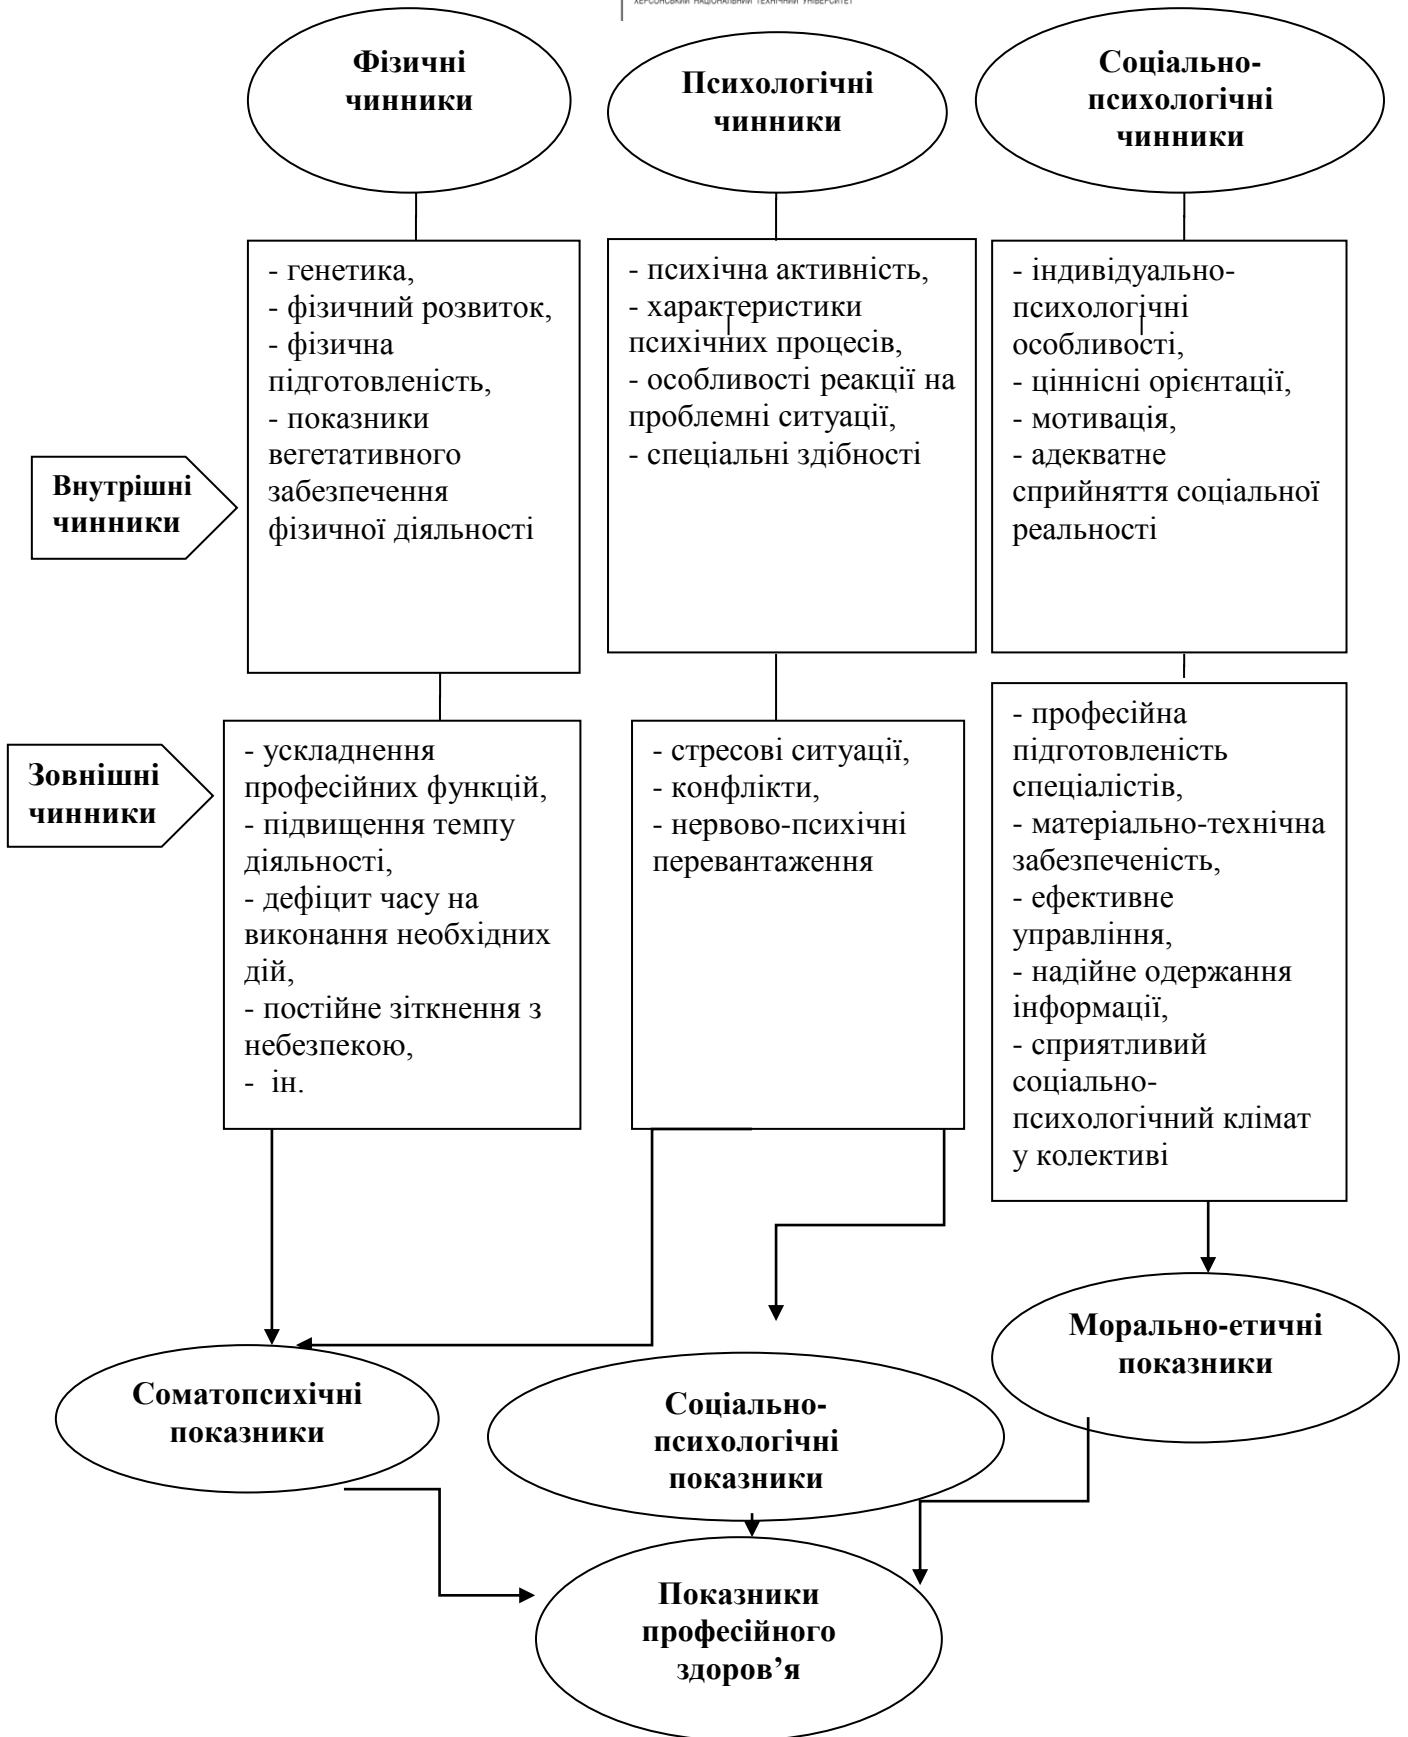 ХЕРСОНСЬКИЙ НАЦІОНАЛЬНИЙ ТЕХНІЧНИЙ УНІВЕРСИТЕТ
Фізичні
чинники
Психологічні
чинники
Соціально-
психологічні
чинники
Внутрішні
чинники
- генетика,
- фізичний розвиток,
- фізична
підготовленість,
- показники
вегетативного
забезпечення
фізичної діяльності
- психічна активність,
- характеристики
психічних процесів,
- особливості реакції на
проблемні ситуації,
- спеціальні здібності
- індивідуально-
психологічні
особливості,
- ціннісні орієнтації,
- мотивація,
- адекватне
сприйняття соціальної
реальності
Зовнішні
чинники
- ускладнення
професійних функцій,
- підвищення темпу
діяльності,
- дефіцит часу на
виконання необхідних
дій,
- постійне зіткнення з
небезпекою,
- ін.
- стресові ситуації,
- конфлікти,
- нервово-психічні
перевантаження
- професійна
підготовленість
спеціалістів,
- матеріально-технічна
забезпеченість,
- ефективне
управління,
- надійне одержання
інформації,
- сприятливий
соціально-
психологічний клімат
у колективі
Соматопсихічні
показники
Соціально-
психологічні
показники
Морально-етичні
показники
Показники
професійного
здоров’я